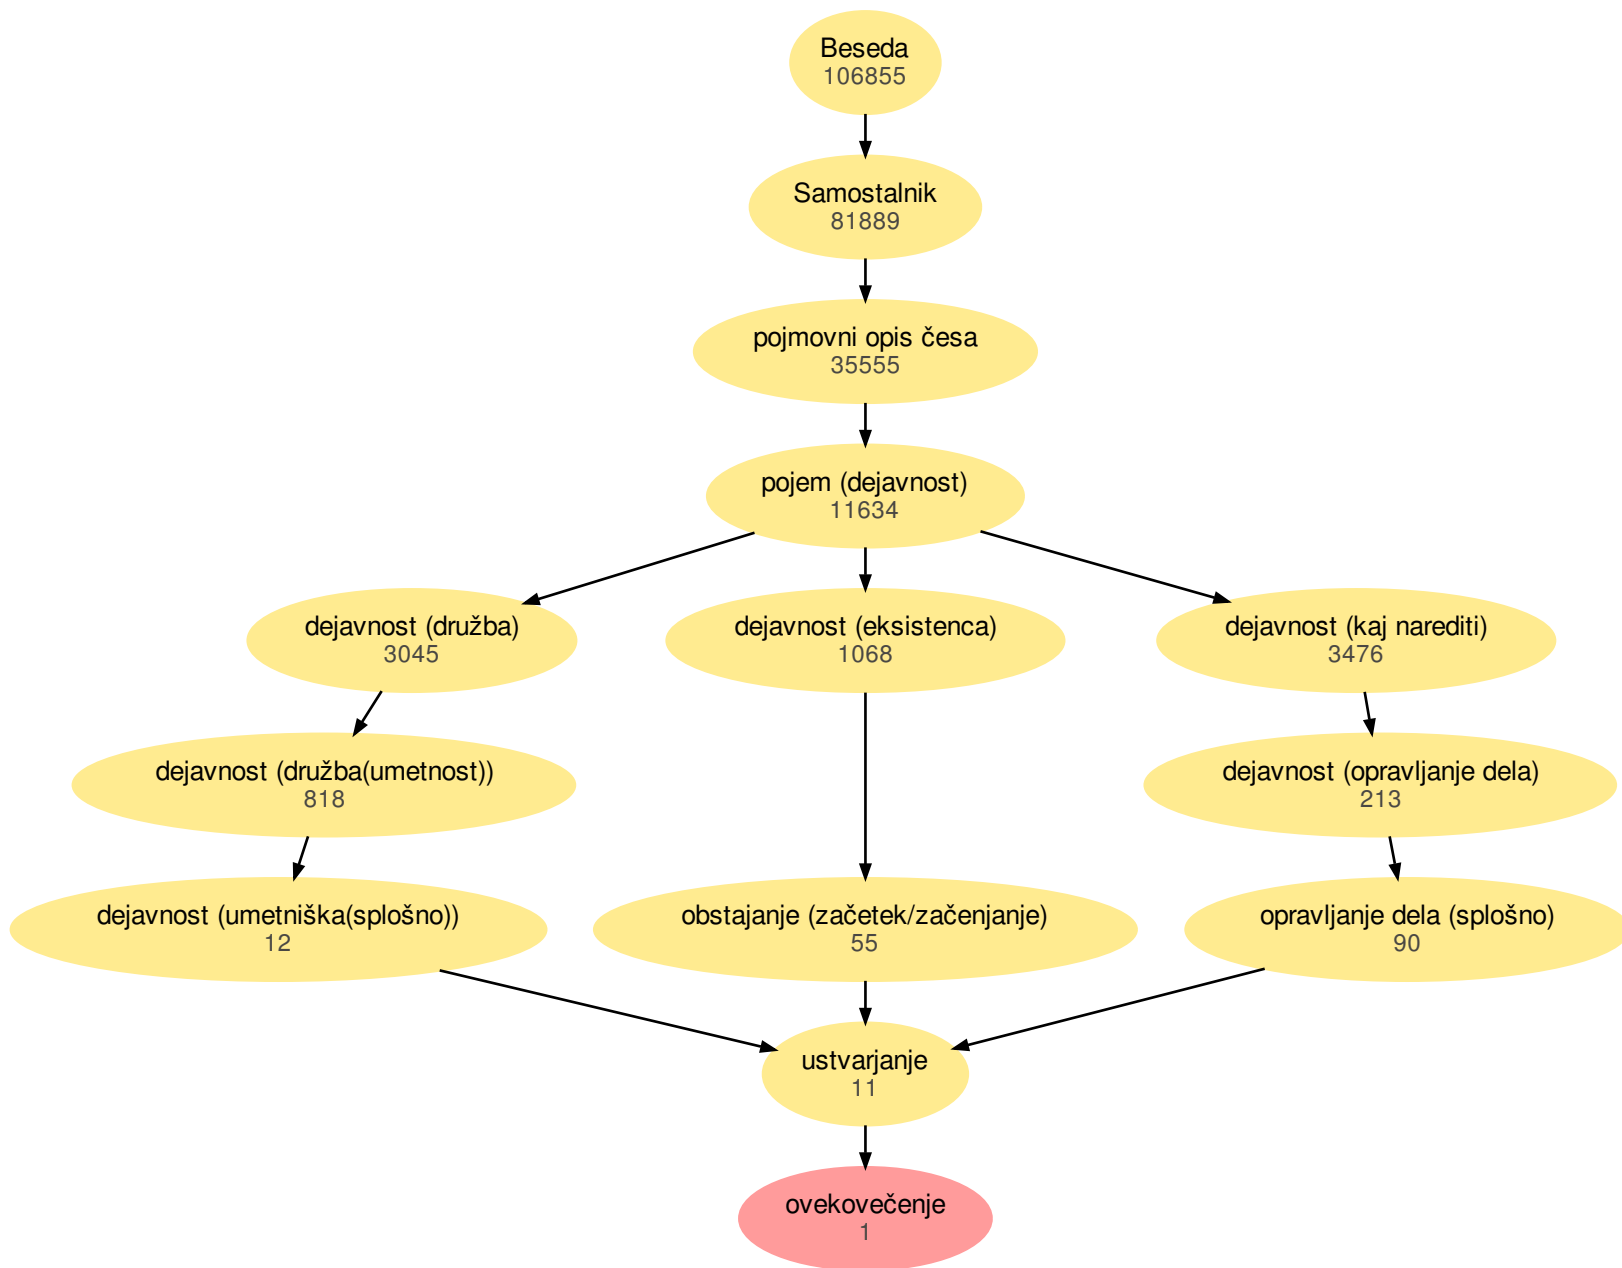 Beseda
106855
Samostalnik
81889
pojmovni opis česa
35555
pojem (dejavnost)
11634
dejavnost (družba)
3045
dejavnost (eksistenca)
1068
dejavnost (kaj narediti)
3476
dejavnost (družba(umetnost))
818
dejavnost (opravljanje dela)
213
dejavnost (umetniška(splošno))
12
obstajanje (začetek/začenjanje)
55
opravljanje dela (splošno)
90
ustvarjanje
11
ovekovečenje
1